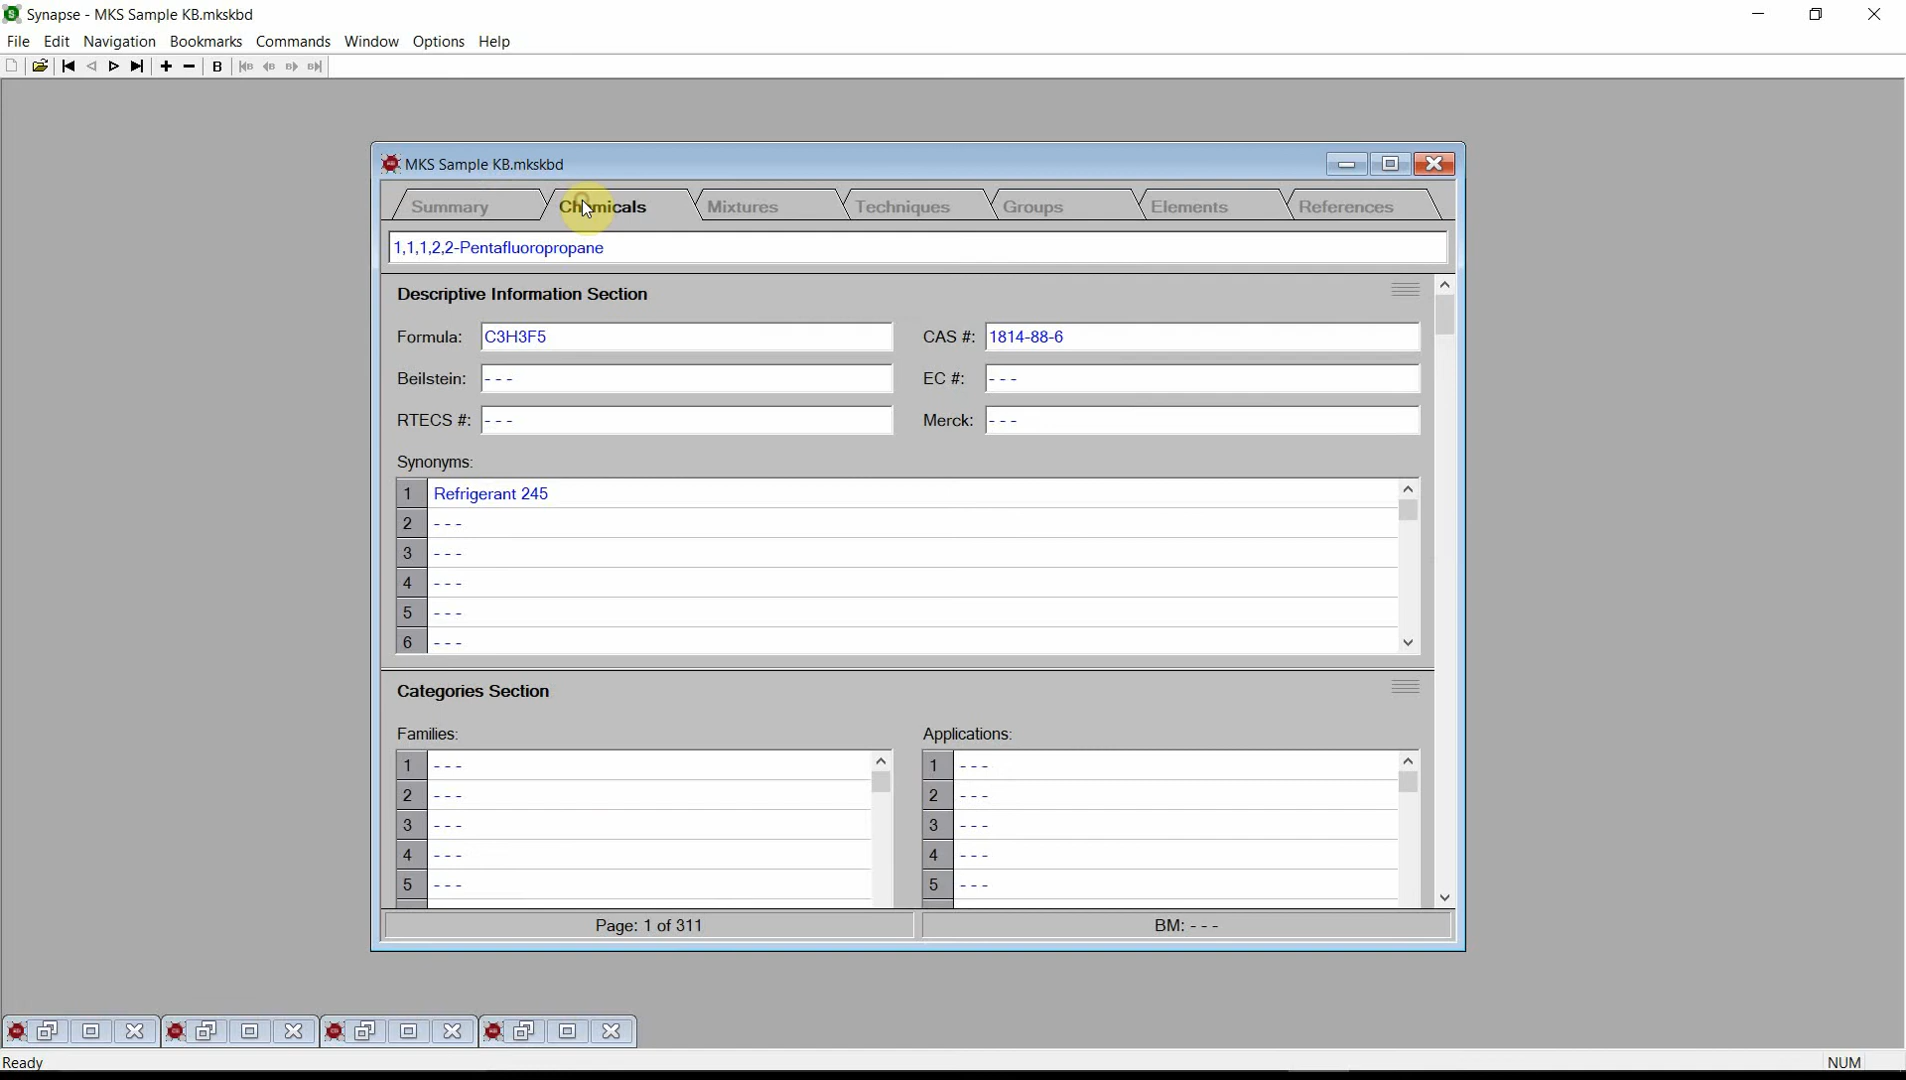 Synapse - MKS Sample KB.mkskbd
File Edit Navigation Bookmarks Commands Window Options Help
B
MKS Sample KB.mkskbd
Summary Chemicals Mixtures Techniques Groups Elements References
1,1,1,2,2-Pentafluoropropane
Descriptive Information Section
Formula: C3H3F5 CAS #: 1814-88-6
Beilstein: - - - EC #: - - -
RTECS #: - - - Merck: - - -
Synonyms:
1 Refrigerant 245
2 - - -
3 - - -
4 - - -
5 - - -
6 - - -
Categories Section
Families: Applications:
1 - - - 1 - - -
2 - - - 2 - - -
3 - - - 3 - - -
4 - - - 4 - - -
5 - - - 5 - - -
Page: 1 of 311 BM: - - -
Ready NUM